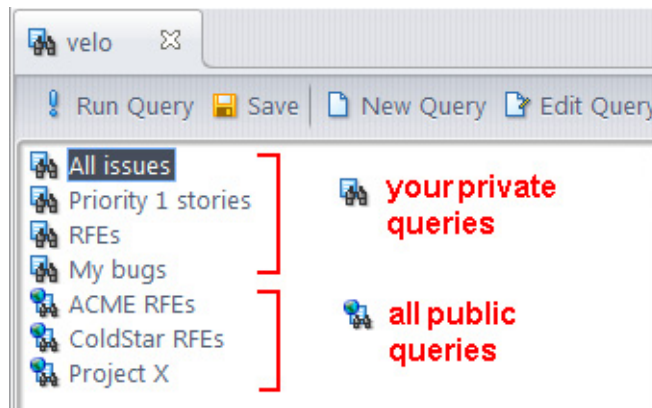 velo
Run Query Save New Query Edit Query
All issues
Priority 1 stories
RFEs
My bugs
your private
queries
ACME RFEs
ColdStar RFEs
Project X
all public
queries